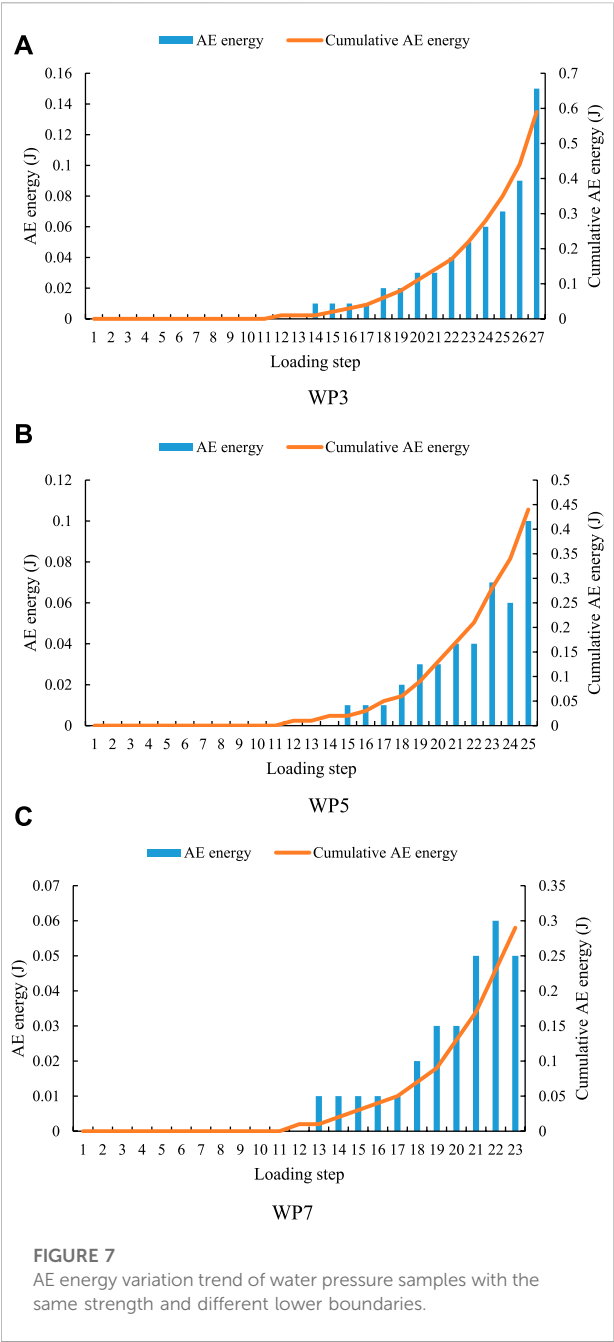 A
AE energy Cumulative AE energy
0.16 0.7
0.14 0.6
0.12 0.5
0.1 0.4
0.08 0.3
0.06 0.2
0.04 0.1
0.02 0
0
AE energy (J)
Cumulative AE energy (J)
1 2 3 4 5 6 7 8 9 10 11 12 13 14 15 16 17 18 19 20 21 22 23 24 25 26 27
Loading step
WP3
B
AE energy Cumulative AE energy
0.12 0.5
0.1 0.45
0.08 0.4
0.06 0.35
0.04 0.3
0.02 0.25
0 0.2
0.15
0.1
0.05
0
AE energy (J)
Cumulative AE energy (J)
1 2 3 4 5 6 7 8 9 10 11 12 13 14 15 16 17 18 19 20 21 22 23 24 25
Loading step
WP5
C
AE energy Cumulative AE energy
0.07 0.35
0.06 0.3
0.05 0.25
0.04 0.2
0.03 0.15
0.02 0.1
0.01 0.05
0 0
AE energy (J)
Cumulative AE energy (J)
1 2 3 4 5 6 7 8 9 10 11 12 13 14 15 16 17 18 19 20 21 22 23
Loading step
WP7
FIGURE 7
AE energy variation trend of water pressure samples with the
same strength and different lower boundaries.